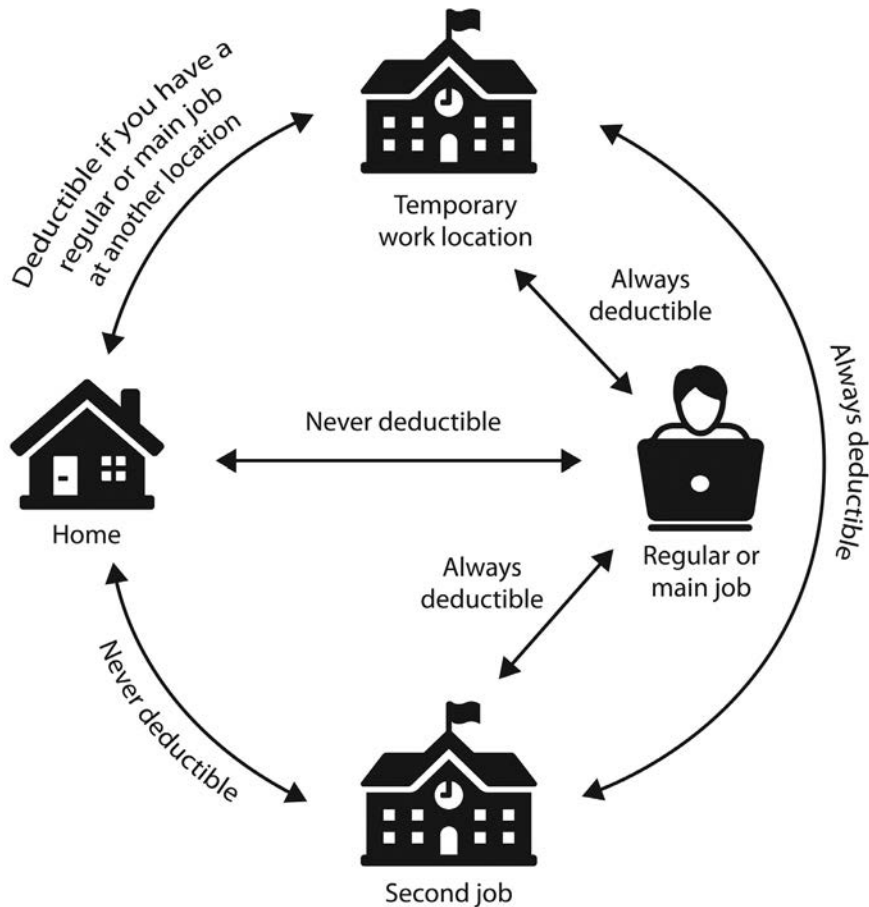 Deductible if you have a
regular or main job
at another location
Temporary
work location
Always
deductible
Always deductible
Never deductible
Home
Regular or
main job
Always
deductible
Never deductible
Second job